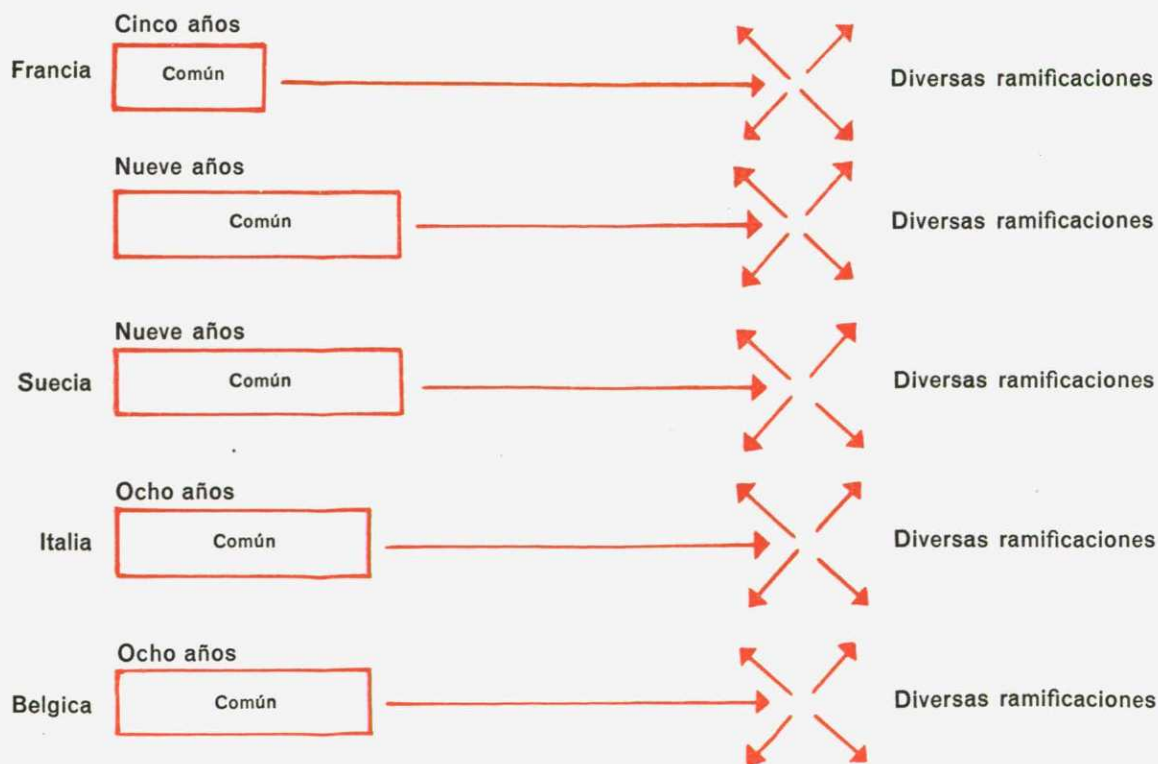 Cinco años
Francia Común Diversas ramificaciones
Nueve años
Común Diversas ramificaciones
Nueve años
Suecia Común Diversas ramificaciones
Ocho años
Italia Común Diversas ramificaciones
Ocho años
Belgica Común Diversas ramificaciones